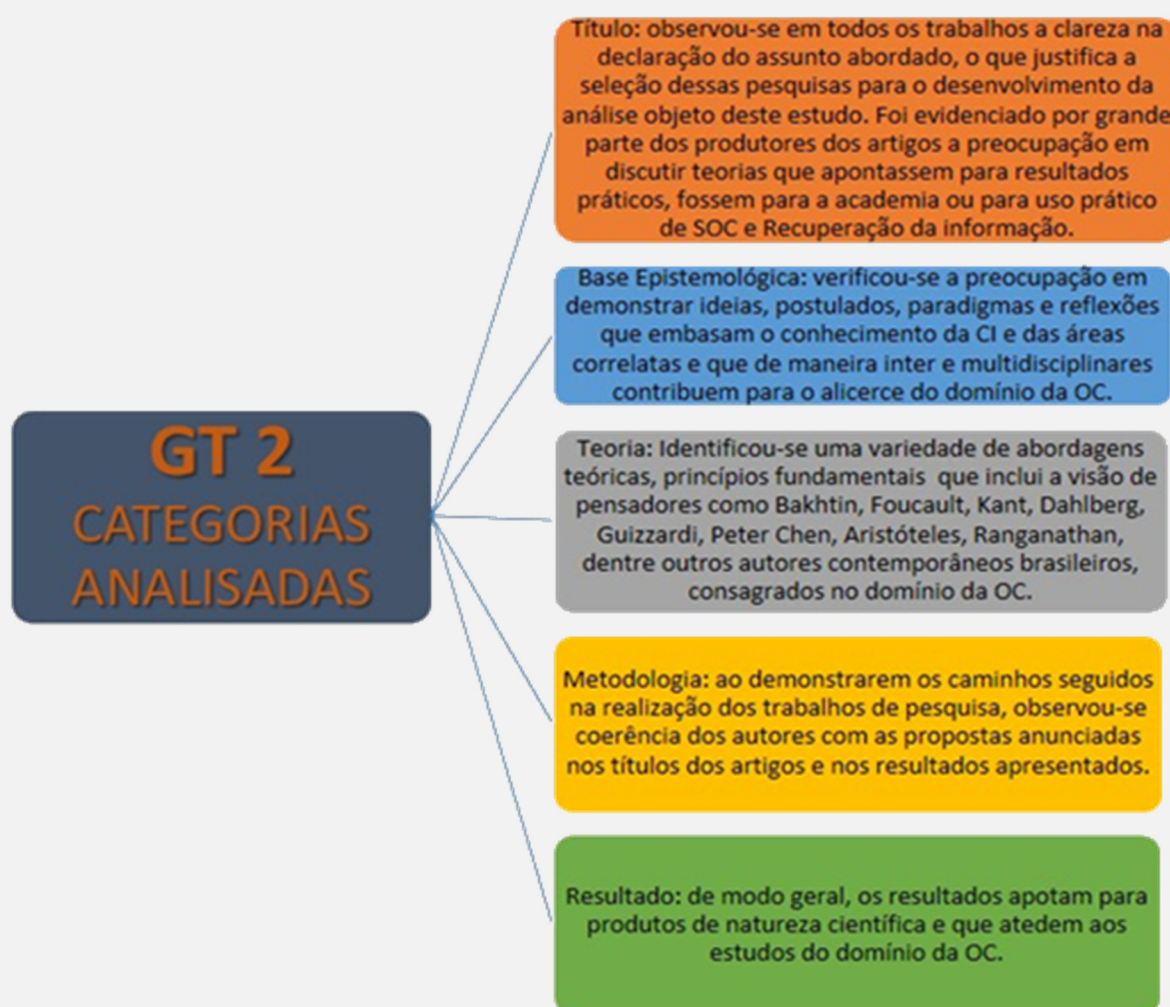 GT 2
CATEGORIAS
ANALISADAS
Título: observou-se em todos os trabalhos a clareza na
declaração do assunto abordado, o que justifica a
seleção dessas pesquisas para o desenvolvimento da
análise objeto deste estudo. Foi evidenciado por grande
parte dos produtores dos artigos a preocupação em
discutir teorias que apontassem para resultados
práticos, fossem para a academia ou para uso prático
de SOC e Recuperação da informação.
Base Epistemológica: verificou-se a preocupação em
demonstrar ideias, postulados, paradigmas e reflexões
que embasam o conhecimento da CI e das áreas
correlatas e que de maneira inter e multidisciplinares
contribuem para o alicerce do domínio da OC.
Teoria: Identificou-se uma variedade de abordagens
teóricas, princípios fundamentais que inclui a visão de
pensadores como Bakhtin, Foucault, Kant, Dahlberg,
Guizzardi, Peter Chen, Aristóteles, Ranganathan,
dentre outros autores contemporâneos brasileiros,
consagrados no domínio da OC.
Metodologia: ao demonstrarem os caminhos seguidos
na realização dos trabalhos de pesquisa, observou-se
coerência dos autores com as propostas anunciadas
nos títulos dos artigos e nos resultados apresentados.
Resultado: de modo geral, os resultados apotam para
produtos de natureza científica e que atedem aos
estudos do domínio da OC.